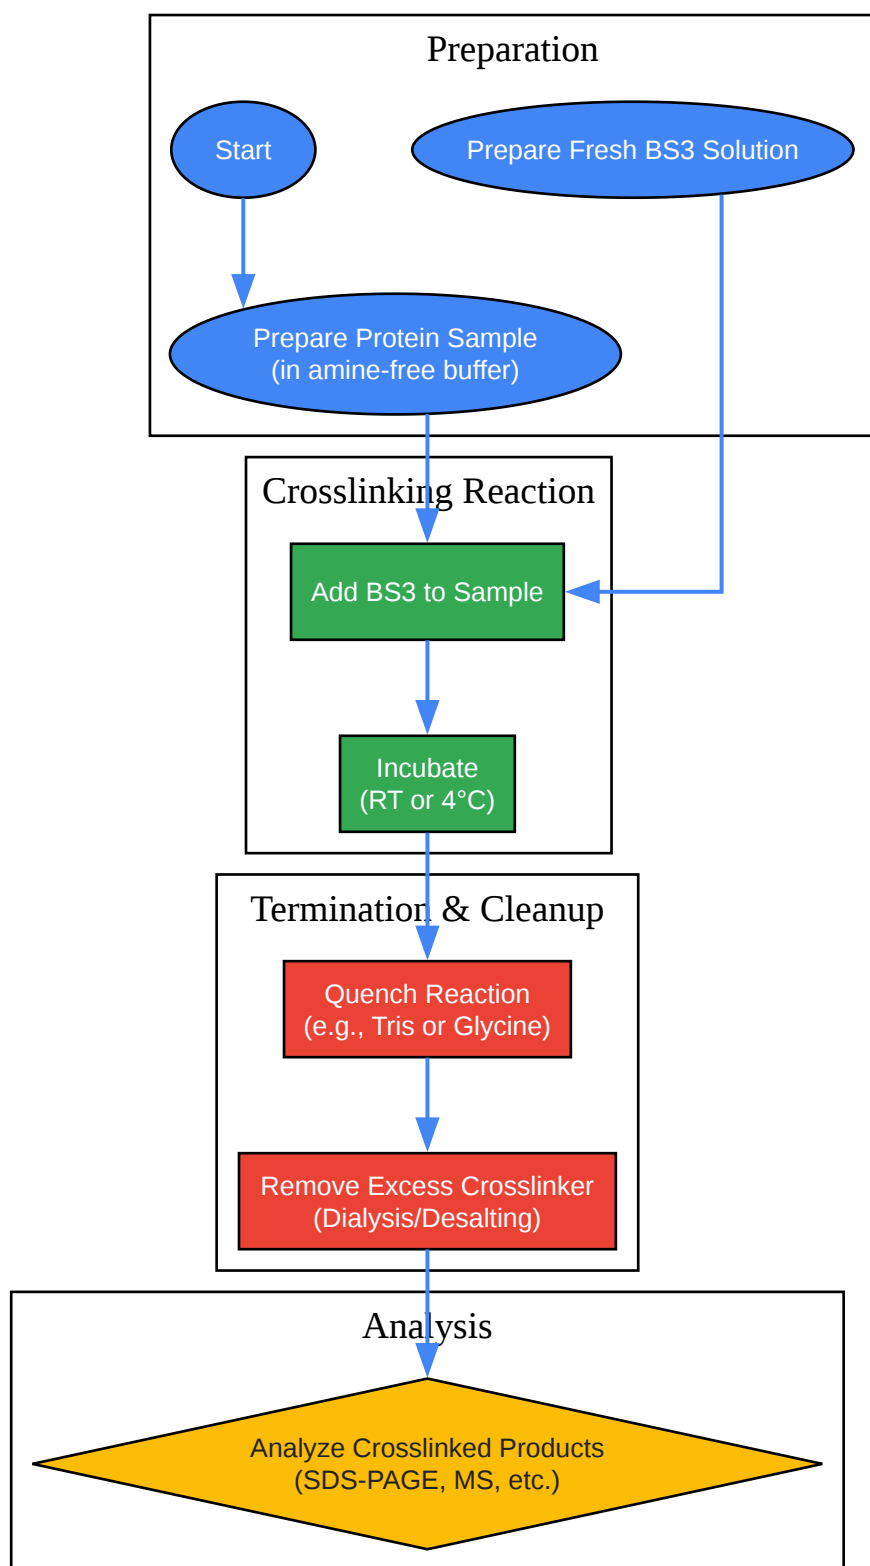 Preparation
Start
Prepare Fresh BS3 Solution
Prepare Protein Sample
(in amine-free buffer)
Crosslinking Reaction
Add BS3 to Sample
Incubate
(RT or 4°C)
Termination & Cleanup
Quench Reaction
(e.g., Tris or Glycine)
Remove Excess Crosslinker
(Dialysis/Desalting)
Analysis
Analyze Crosslinked Products
(SDS-PAGE, MS, etc.)